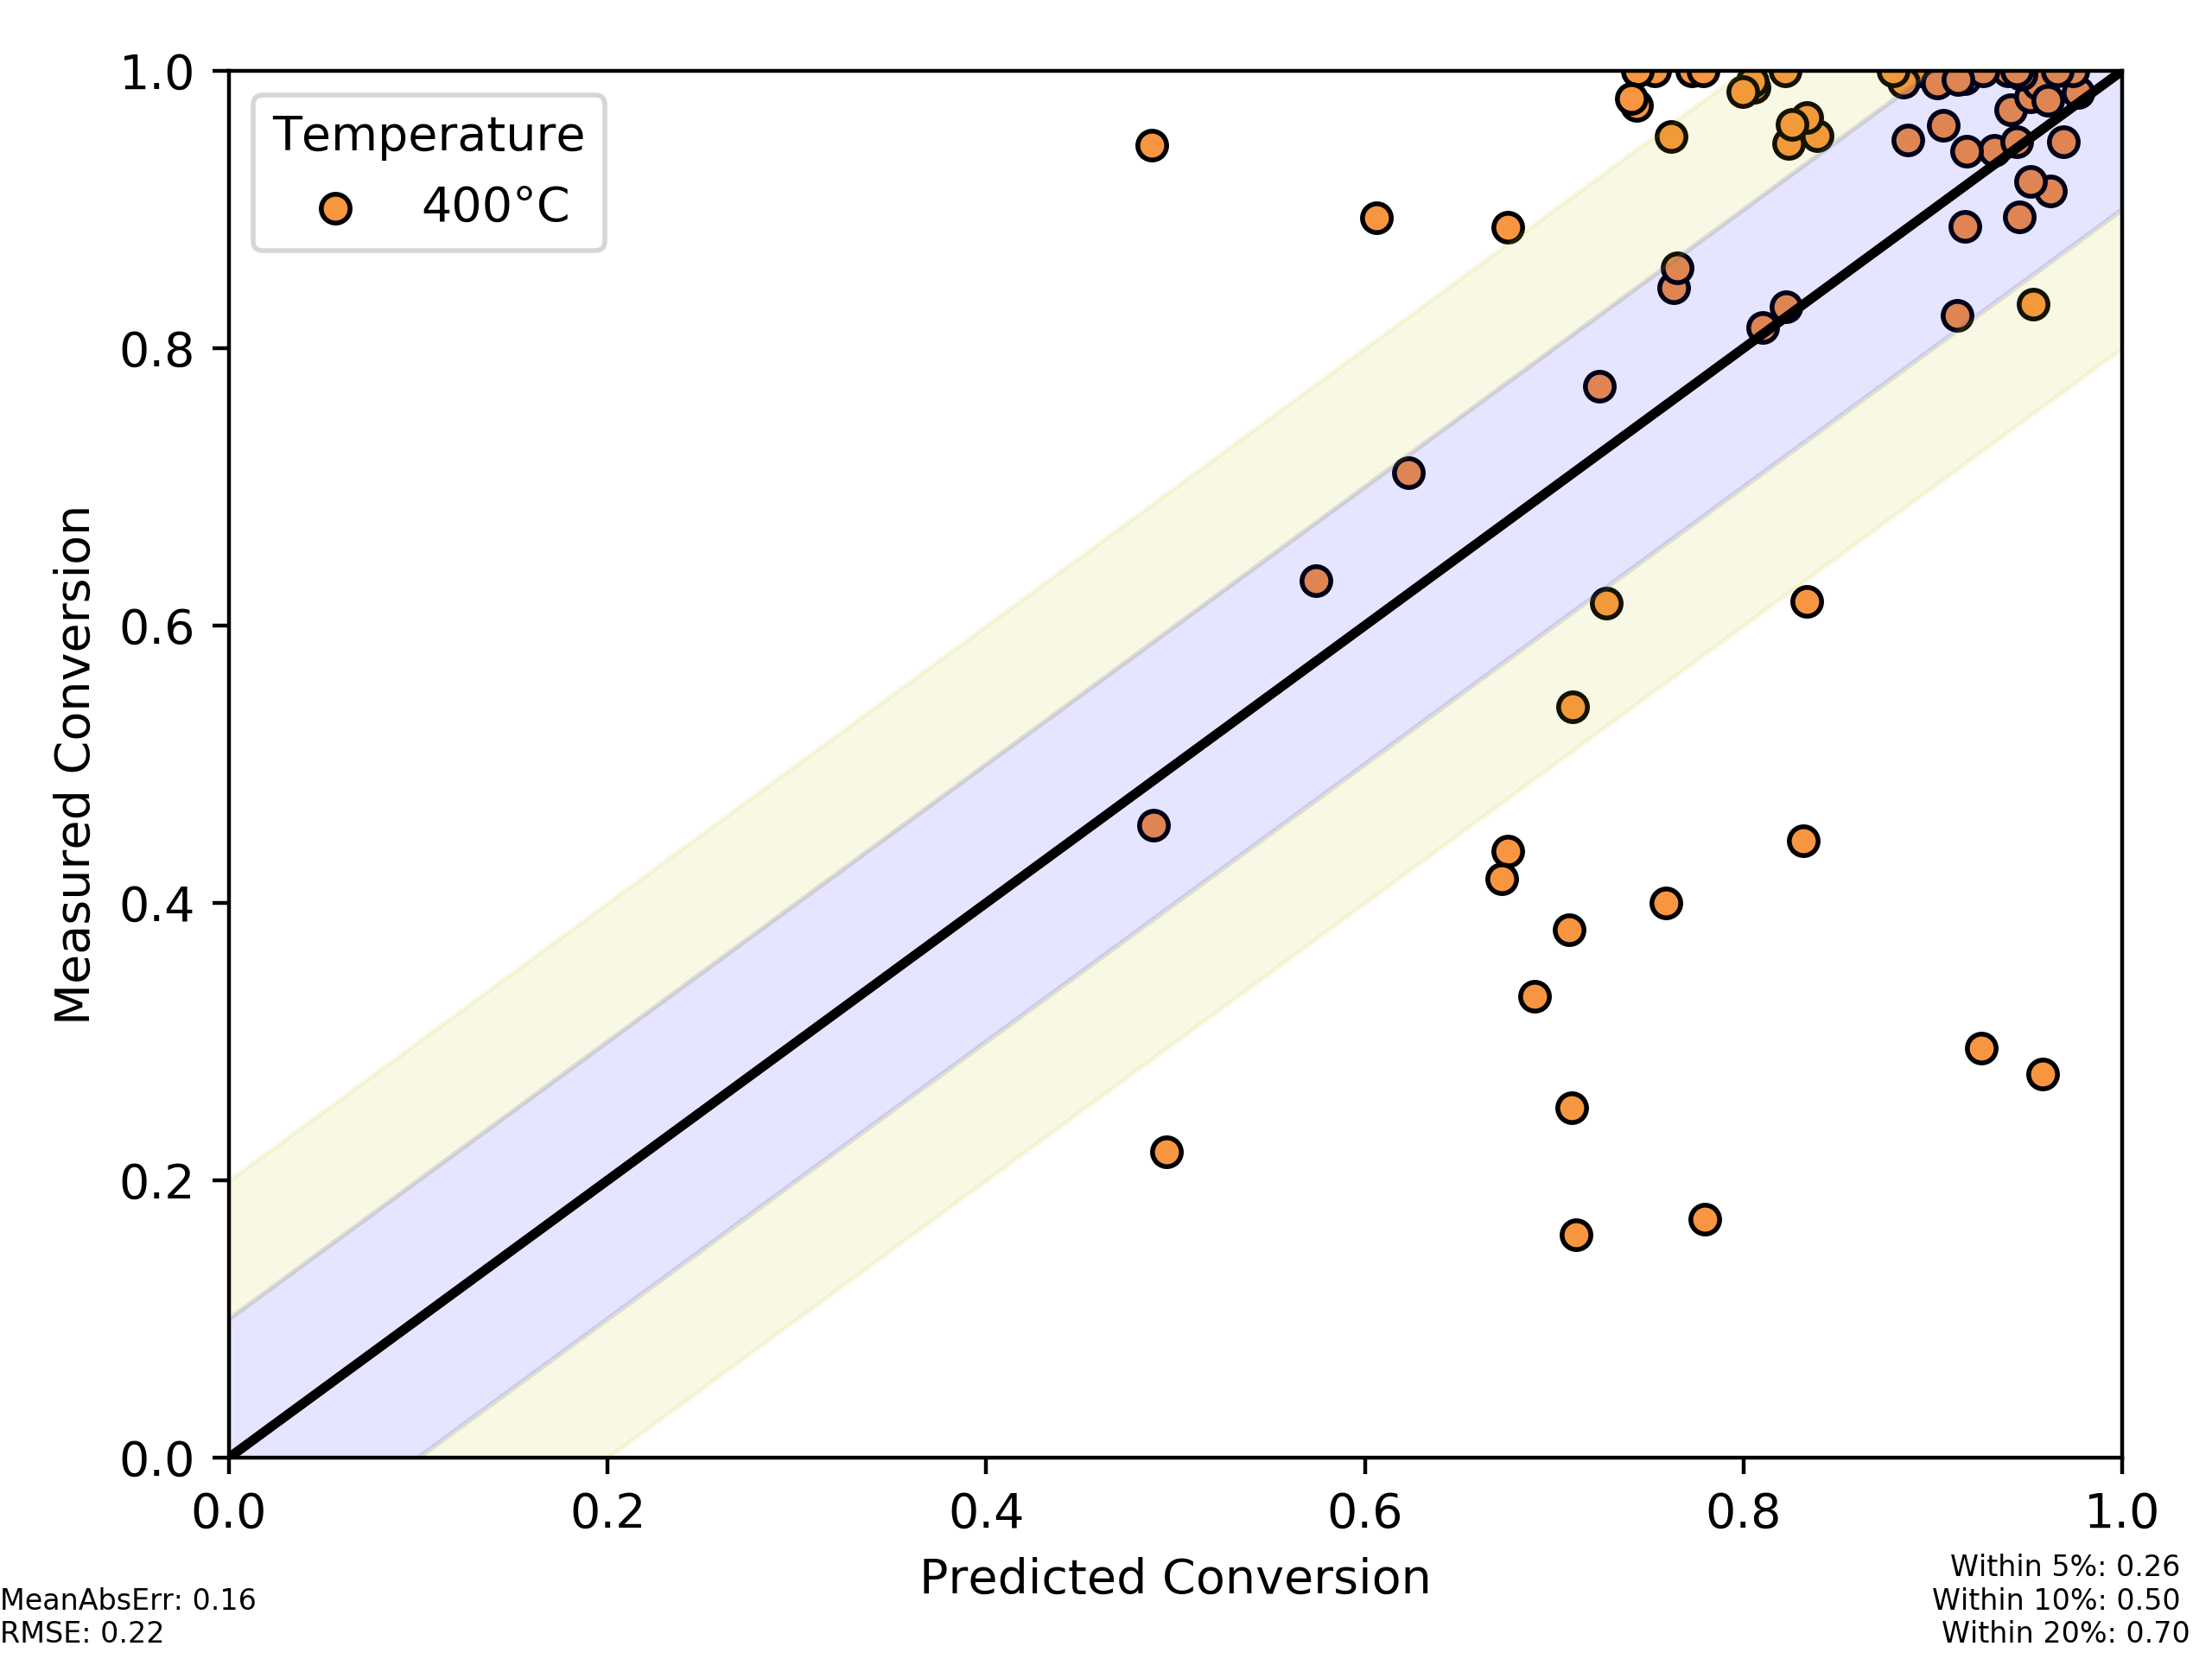 1.0
Temperature
400°C
0.8
0.6
0.4
0.2
0.0
Measured Conversion
0.0 0.2 0.4 0.6 0.8 1.0
Predicted Conversion
MeanAbsErr: 0.16
RMSE: 0.22
Within 5%: 0.26
Within 10%: 0.50
Within 20%: 0.70